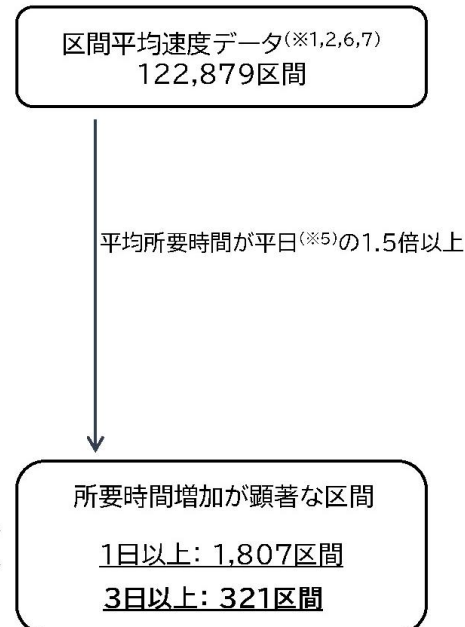 区間平均速度データ(※1,2,6,7)
122,879区間
平均所要時間が平日(※5)の1.5倍以上
所要時間増加が顕著な区間
1日以上: 1,807区間
3日以上: 321区間